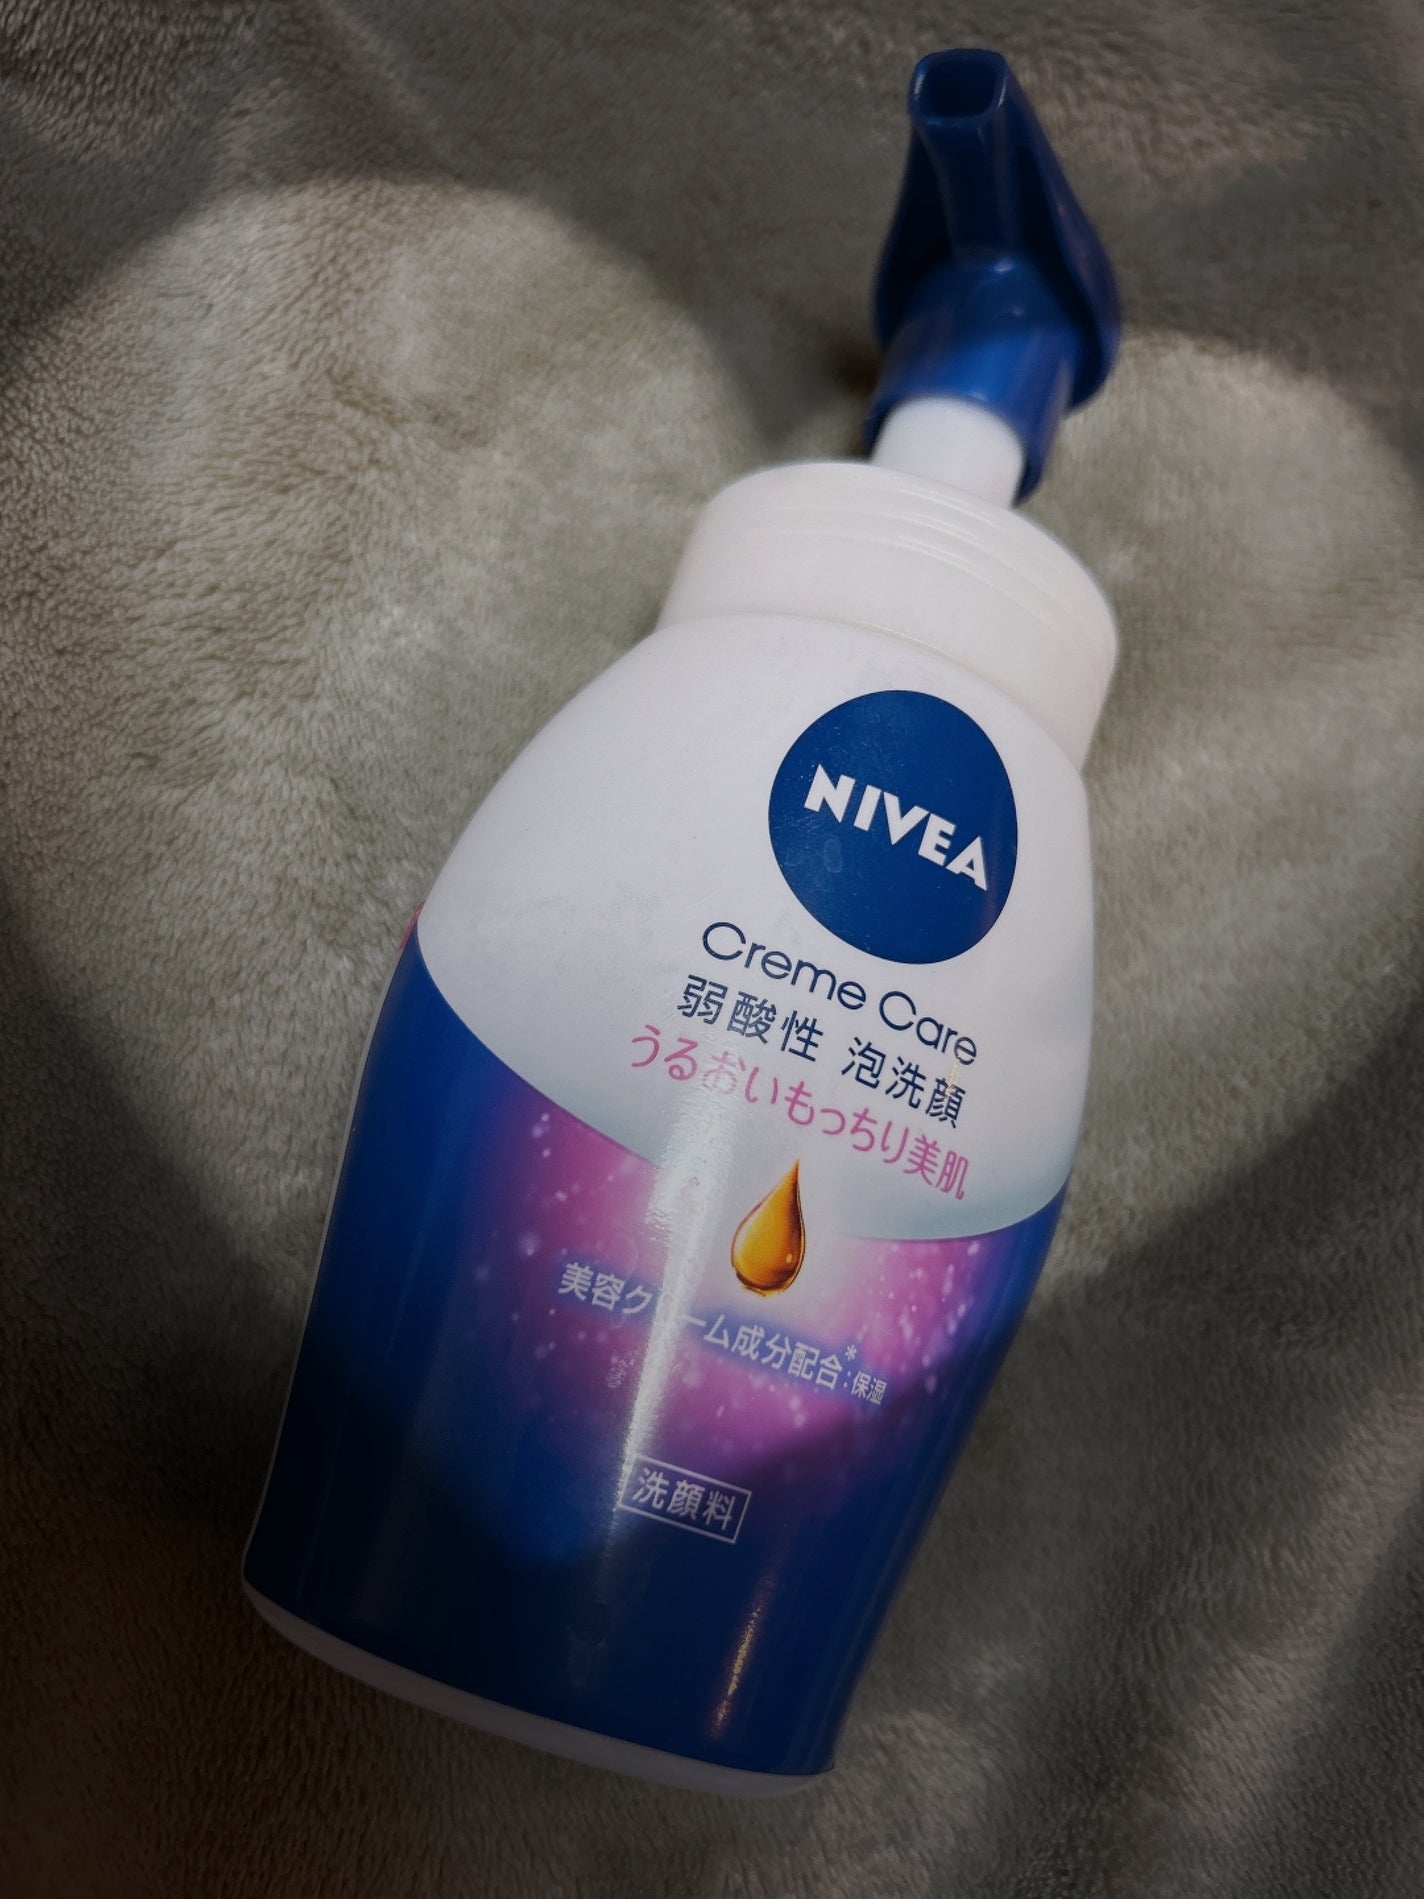 NIVEA
Creme Care
弱酸性 泡洗顔
うるおいもっちり美肌
美容クリーム成分配合*:保湿
洗顔料